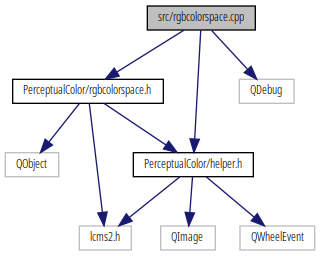 src/rgbcolorspace.cpp
PerceptualColor/rgbcolorspace.h
QDebug
QObject
PerceptualColor/helper.h
lcms2.h
QImage
QWheelEvent